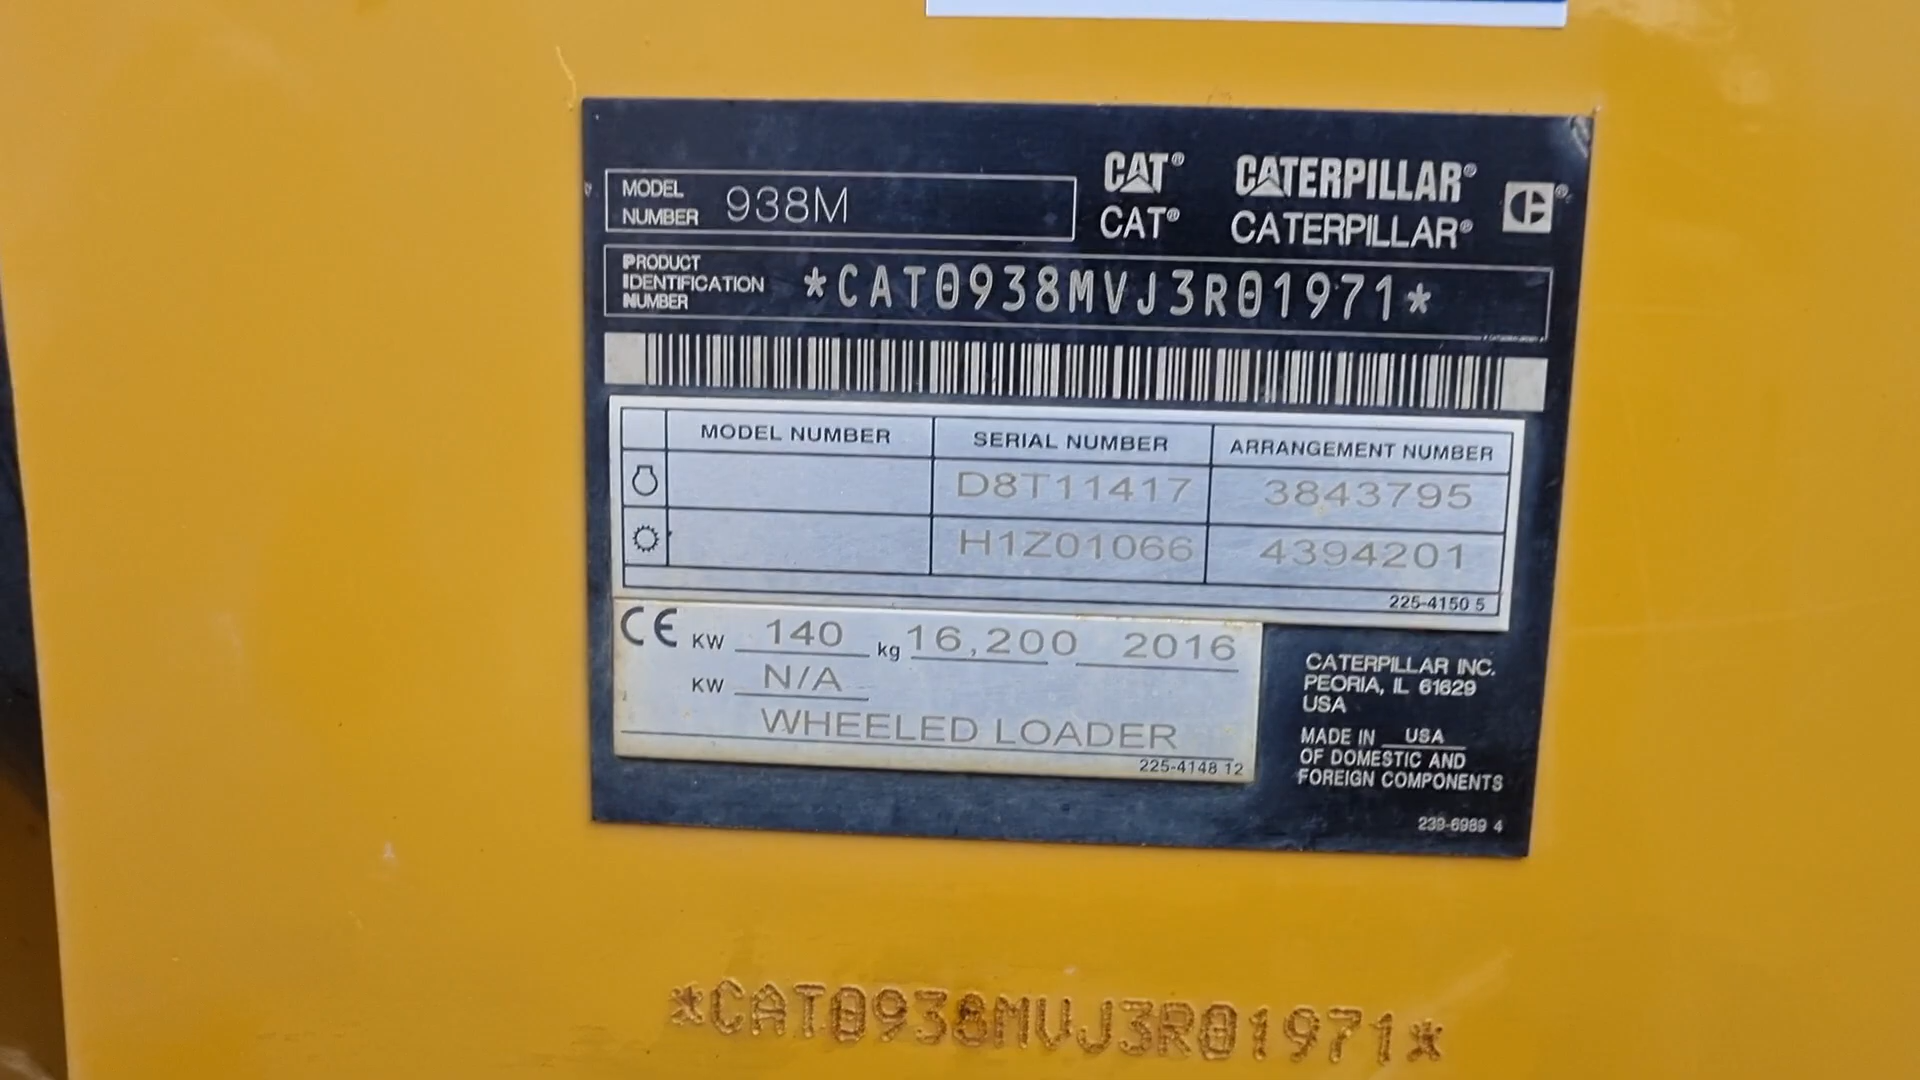 MODEL NUMBER 938M
CAT® CATERPILLAR®
CAT® CATERPILLAR®
PRODUCT IDENTIFICATION NUMBER *CAT0938MVJ3R01971*
MODEL NUMBER SERIAL NUMBER ARRANGEMENT NUMBER
D8T11417 3843795
H1Z01066 4394201
225-4150 5
CE KW 140 kg 16,200 2016
KW N/A
WHEELED LOADER
225-4148 12
CATERPILLAR INC.
PEORIA, IL 61629
USA
MADE IN USA
OF DOMESTIC AND
FOREIGN COMPONENTS
239-6989 4
*CAT0938MVJ3R01971*